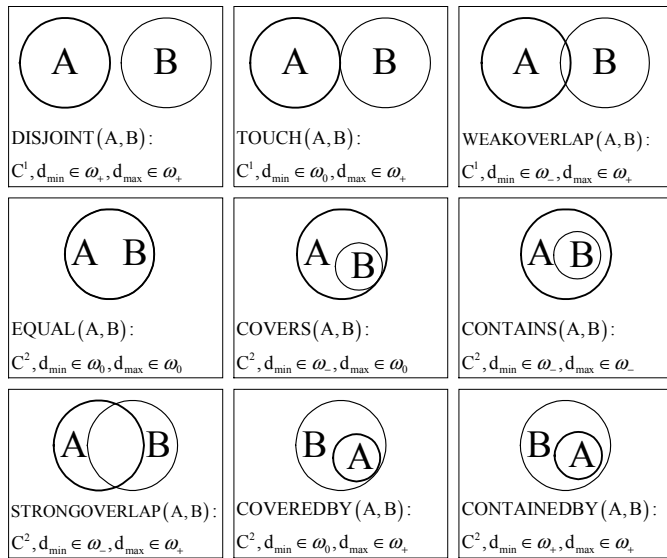 A B
DISJOINT(A, B):
C¹, d_min ∈ ω₊, d_max ∈ ω₊
A B
TOUCH(A, B):
C¹, d_min ∈ ω₀, d_max ∈ ω₊
A B
WEAKOVERLAP(A, B):
C¹, d_min ∈ ω₋, d_max ∈ ω₊
A B
EQUAL(A, B):
C², d_min ∈ ω₀, d_max ∈ ω₀
A B
COVERS(A, B):
C², d_min ∈ ω₋, d_max ∈ ω₀
A B
CONTAINS(A, B):
C², d_min ∈ ω₋, d_max ∈ ω₋
A B
STRONGOVERLAP(A, B):
C², d_min ∈ ω₋, d_max ∈ ω₊
B A
COVEREDBY(A, B):
C², d_min ∈ ω₀, d_max ∈ ω₊
B A
CONTAINEDBY(A, B):
C², d_min ∈ ω₊, d_max ∈ ω₊